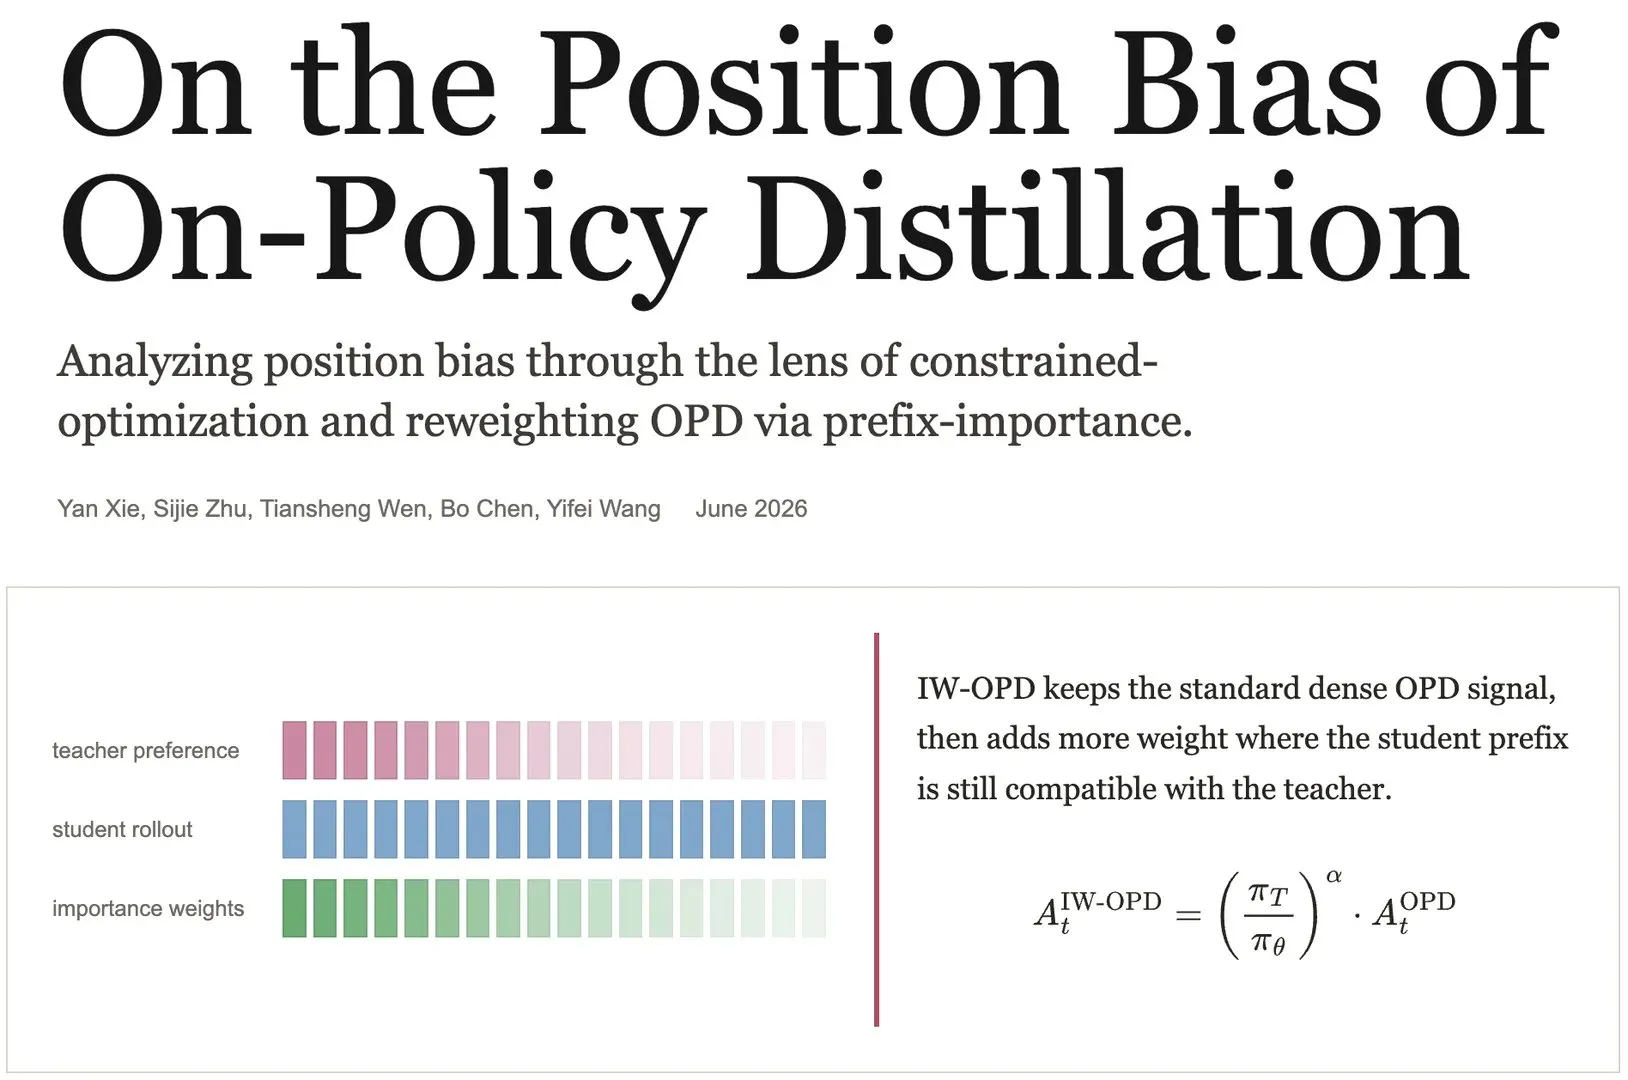 On the Position Bias of
On-Policy Distillation
Analyzing position bias through the lens of constrained-
optimization and reweighting OPD via prefix-importance.
Yan Xie, Sijie Zhu, Tiansheng Wen, Bo Chen, Yifei Wang June 2026
teacher preference
student rollout
importance weights
IW-OPD keeps the standard dense OPD signal,
then adds more weight where the student prefix
is still compatible with the teacher.
A_t^{IW-OPD} = (π_T / π_θ)^α · A_t^{OPD}